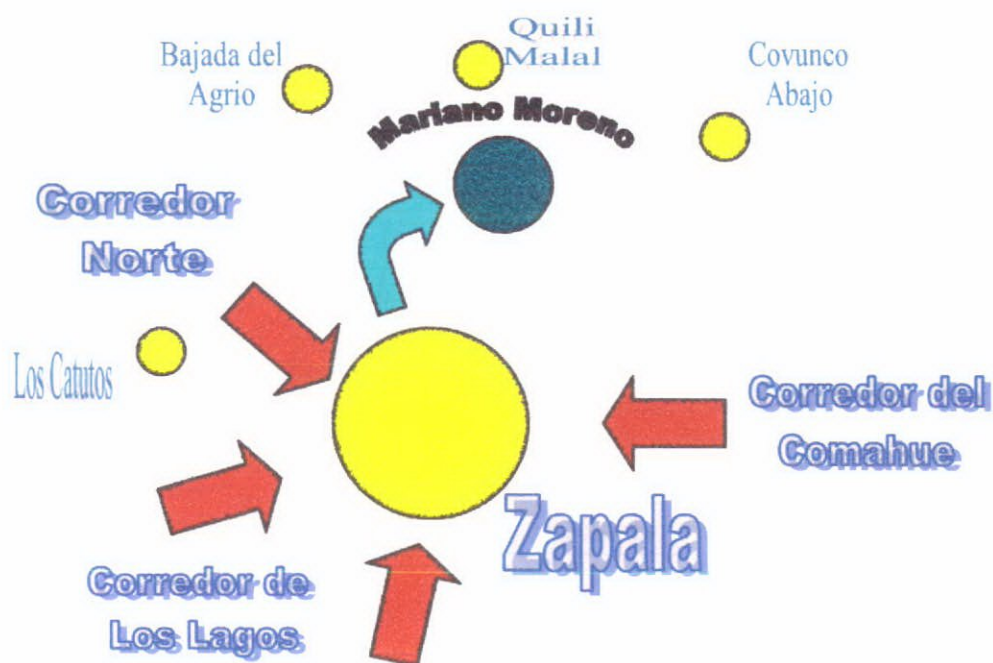 Bajada del
Agrio
Quili
Malal
Covunco
Abajo
Mariano Moreno
Corredor
Norte
Los Catutos
Corredor del
Comahue
Zapala
Corredor de
Los Lagos